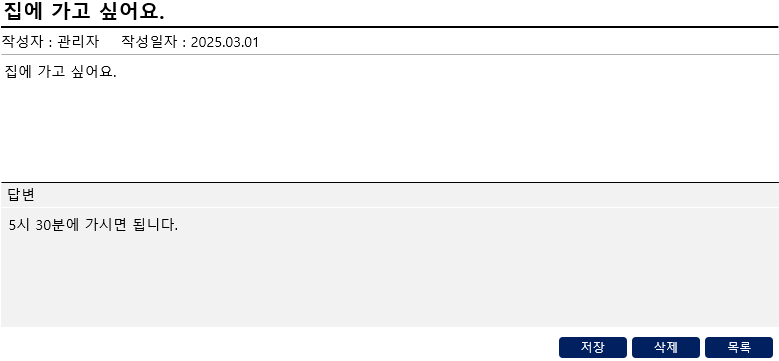 집에 가고 싶어요.
작성자 : 관리자 작성일자 : 2025.03.01
집에 가고 싶어요.
답변
5시 30분에 가시면 됩니다.
저장 삭제 목록